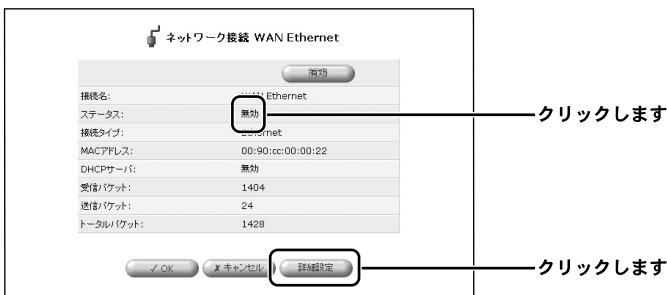 ネットワーク接続 WAN Ethernet
有効
接続名: Ethernet
ステータス: 無効 クリックします
接続タイプ: Ethernet
MACアドレス: 00:90:cc:00:00:22
DHCPサーバ: 無効
受信パケット: 1404
送信パケット: 24
トータルパケット: 1428
✓ OK ✗ キャンセル 詳細設定 クリックします